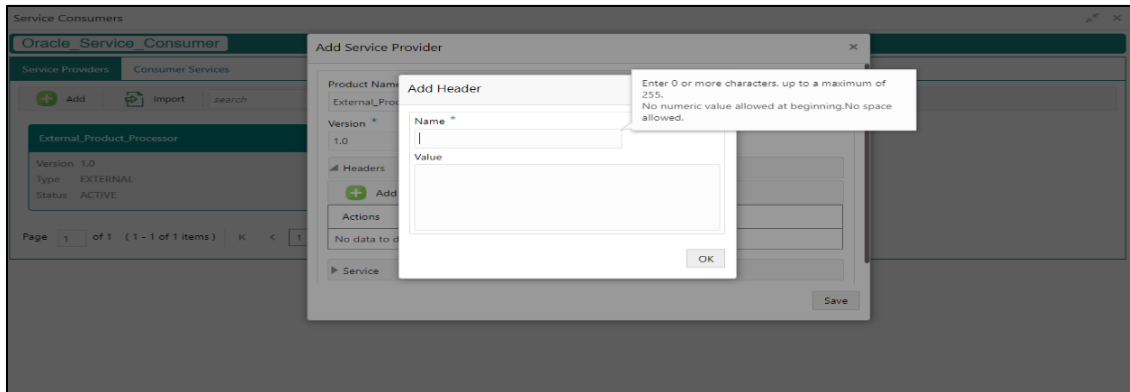 Service Consumers
Oracle_Service_Consumer
Service Providers Consumer Services
Add Import search
External_Product_Processor
Version 1.0
Type EXTERNAL
Status ACTIVE
Page 1 of 1 (1 - 1 of 1 items) K < 1
Add Service Provider
Product Name
External_Proc
Version *
1.0
Headers
Add
Actions
No data to d
Service
Save
Add Header
Name *
Value
OK
Enter 0 or more characters, up to a maximum of
255.
No numeric value allowed at beginning.No space
allowed.